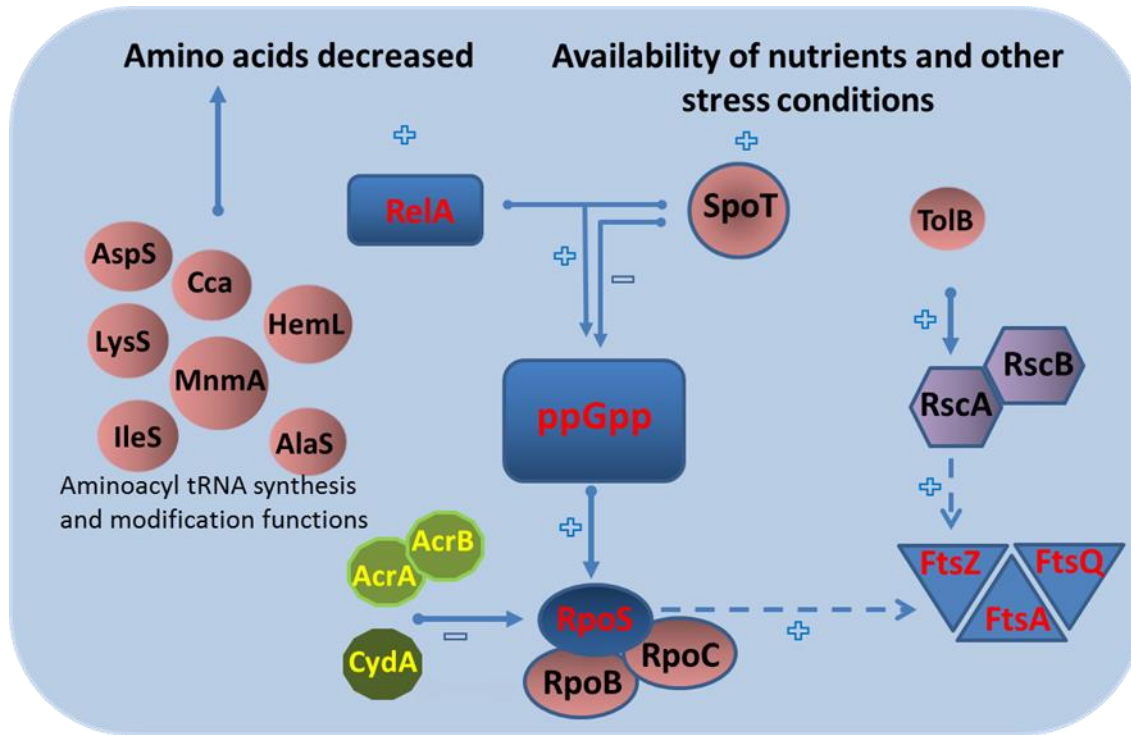 Amino acids decreased
Availability of nutrients and other
stress conditions
RelA
SpoT
TolB
AspS
Cca
HemL
LysS
MnmA
IleS
AlaS
Aminoacyl tRNA synthesis
and modification functions
ppGpp
RscB
RscA
AcrB
AcrA
CydA
RpoS
RpoC
RpoB
FtsZ
FtsQ
FtsA